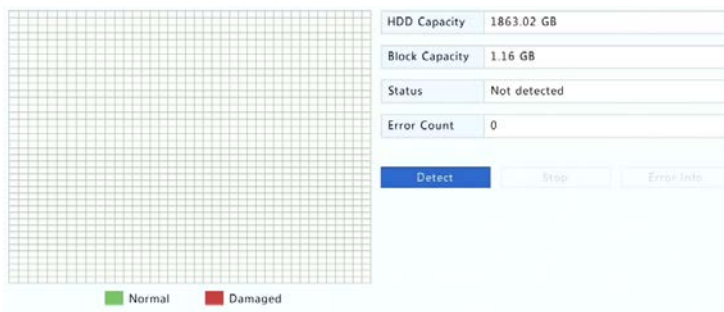 HDD Capacity 1863.02 GB
Block Capacity 1.16 GB
Status Not detected
Error Count 0
Detect Stop Error Info
Normal Damaged